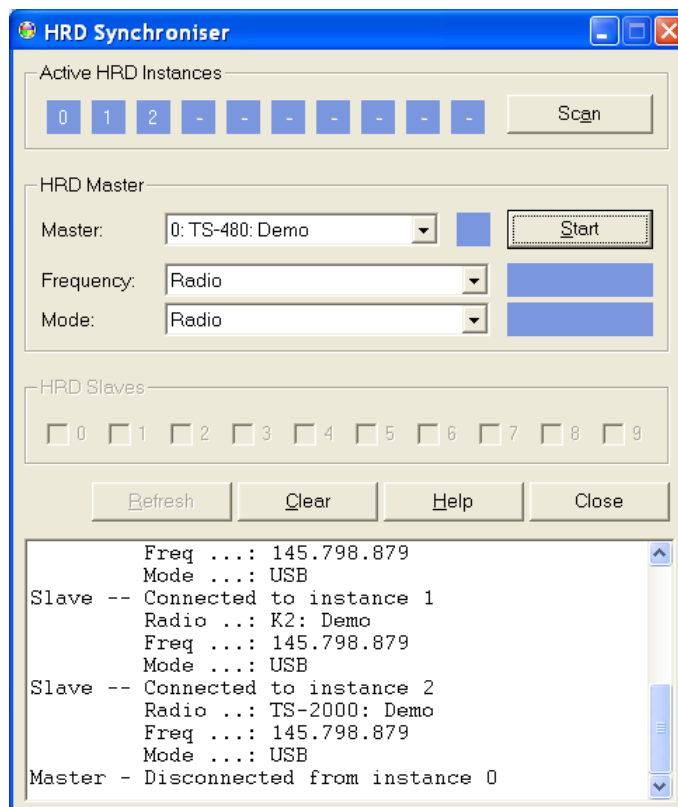 HRD Synchroniser
Active HRD Instances
0 1 2 - - - - - - - Scan
HRD Master
Master: 0: TS-480: Demo Start
Frequency: Radio
Mode: Radio
HRD Slaves
0 1 2 3 4 5 6 7 8 9
Refresh Clear Help Close
Freq ...: 145.798.879
Mode ...: USB
Slave -- Connected to instance 1
Radio ..: K2: Demo
Freq ...: 145.798.879
Mode ...: USB
Slave -- Connected to instance 2
Radio ..: TS-2000: Demo
Freq ...: 145.798.879
Mode ...: USB
Master - Disconnected from instance 0